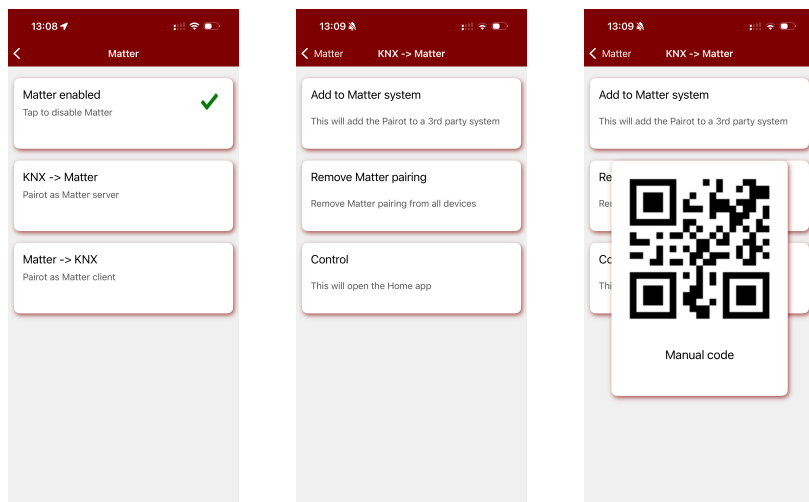 13:08
Matter
Matter enabled
Tap to disable Matter
KNX -> Matter
Pairot as Matter server
Matter -> KNX
Pairot as Matter client
13:09
Matter
KNX -> Matter
Add to Matter system
This will add the Pairot to a 3rd party system
Remove Matter pairing
Remove Matter pairing from all devices
Control
This will open the Home app
13:09
Matter
KNX -> Matter
Add to Matter system
This will add the Pairot to a 3rd party system
Re
Rer
Co
Thi
Manual code